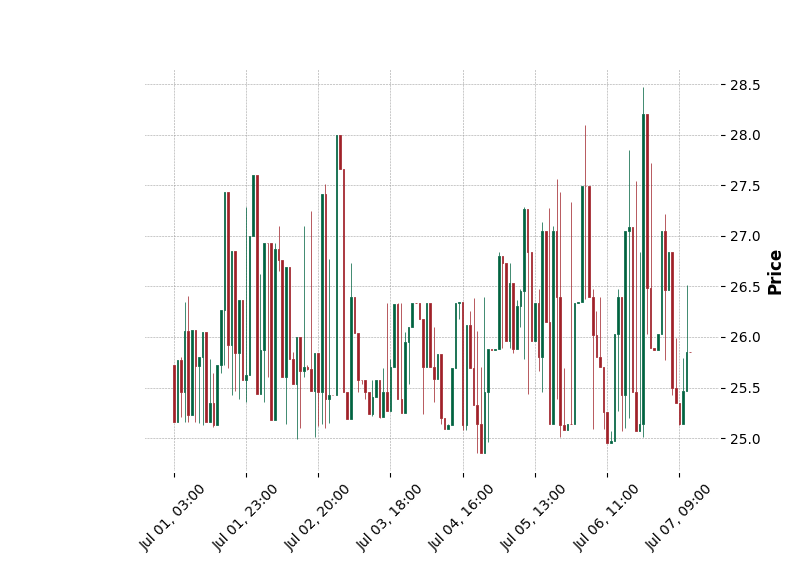 28.5
28.0
27.5
27.0
26.5
26.0
25.5
25.0
Price
Jul 01, 03:00
Jul 01, 23:00
Jul 02, 20:00
Jul 03, 18:00
Jul 04, 16:00
Jul 05, 13:00
Jul 06, 11:00
Jul 07, 09:00